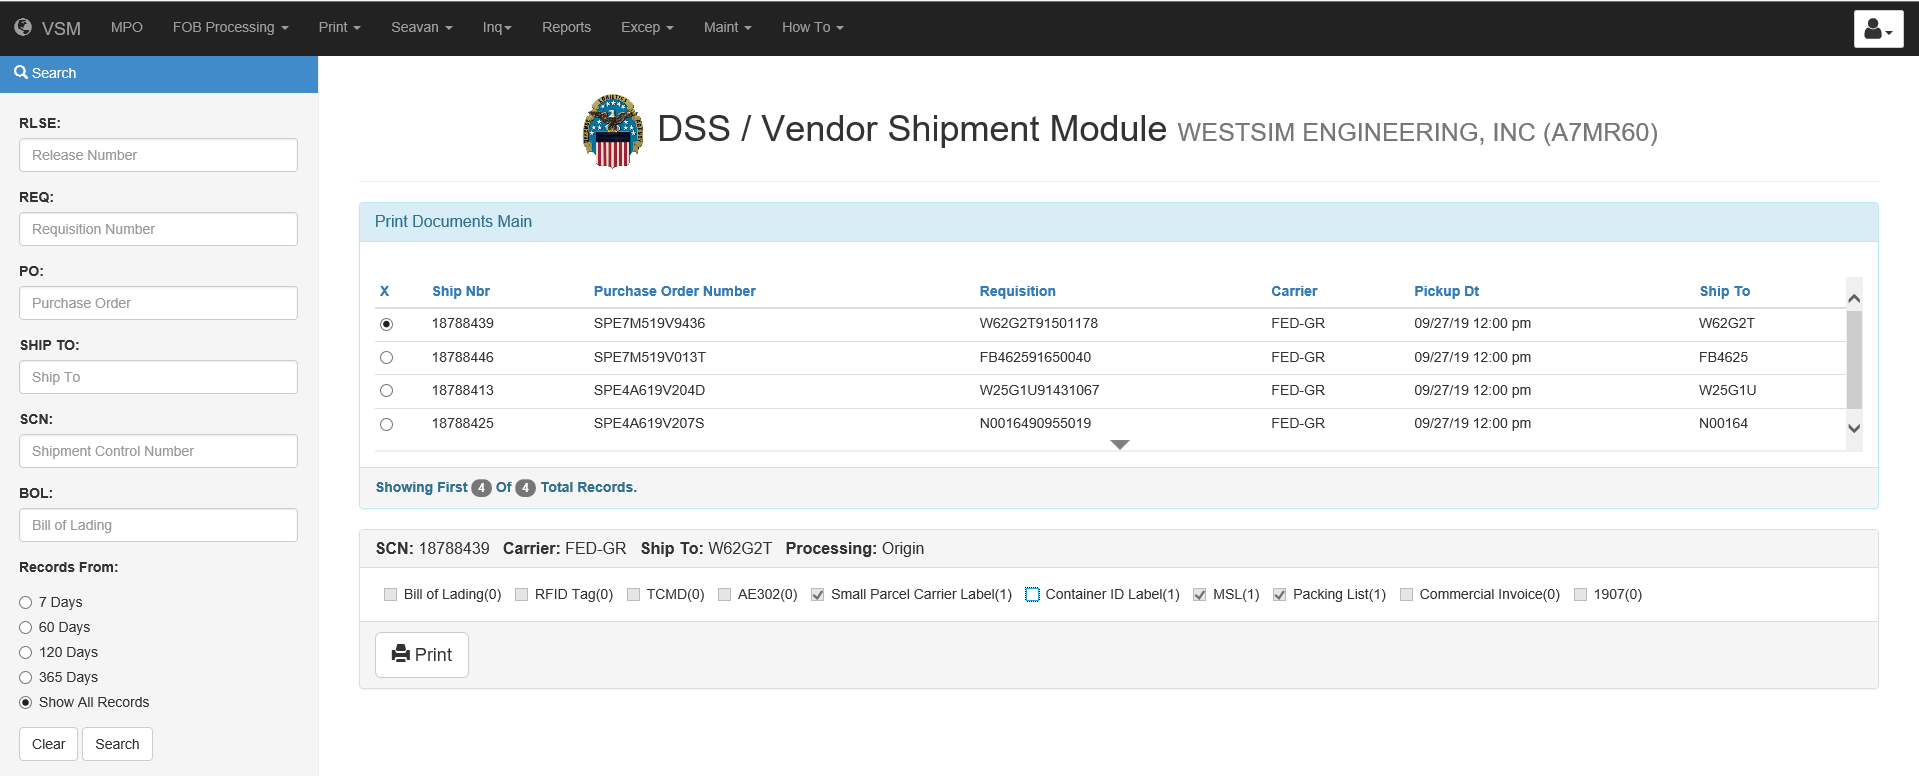 VSM MPO FOB Processing Print Seavan Inq Reports Excep Maint How To
Search
RLSE:
Release Number
REQ:
Requisition Number
PO:
Purchase Order
SHIP TO:
Ship To
SCN:
Shipment Control Number
BOL:
Bill of Lading
Records From:
7 Days
60 Days
120 Days
365 Days
Show All Records
Clear Search
DSS / Vendor Shipment Module WESTSIM ENGINEERING, INC (A7MR60)
Print Documents Main
X Ship Nbr Purchase Order Number Requisition Carrier Pickup Dt Ship To
18788439 SPE7M519V9436 W62G2T91501178 FED-GR 09/27/19 12:00 pm W62G2T
18788446 SPE7M519V013T FB462591650040 FED-GR 09/27/19 12:00 pm FB4625
18788413 SPE4A619V204D W25G1U91431067 FED-GR 09/27/19 12:00 pm W25G1U
18788425 SPE4A619V207S N0016490955019 FED-GR 09/27/19 12:00 pm N00164
Showing First 4 Of 4 Total Records.
SCN: 18788439 Carrier: FED-GR Ship To: W62G2T Processing: Origin
Bill of Lading(0) RFID Tag(0) TCMD(0) AE302(0) Small Parcel Carrier Label(1) Container ID Label(1) MSL(1) Packing List(1) Commercial Invoice(0) 1907(0)
Print